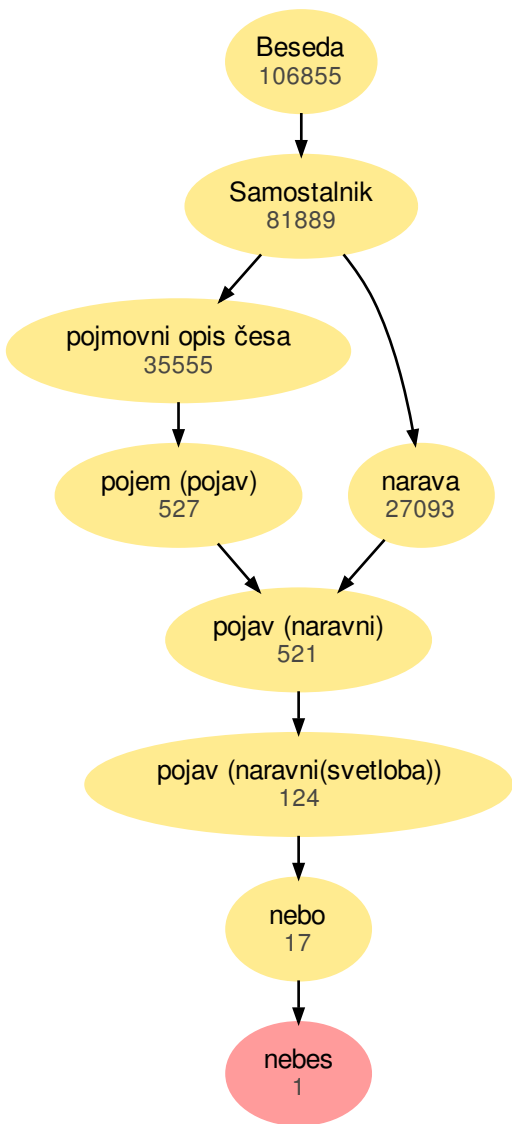 Beseda
106855
Samostalnik
81889
pojmovni opis česa
35555
pojem (pojav)
527
narava
27093
pojav (naravni)
521
pojav (naravni(svetloba))
124
nebo
17
nebes
1